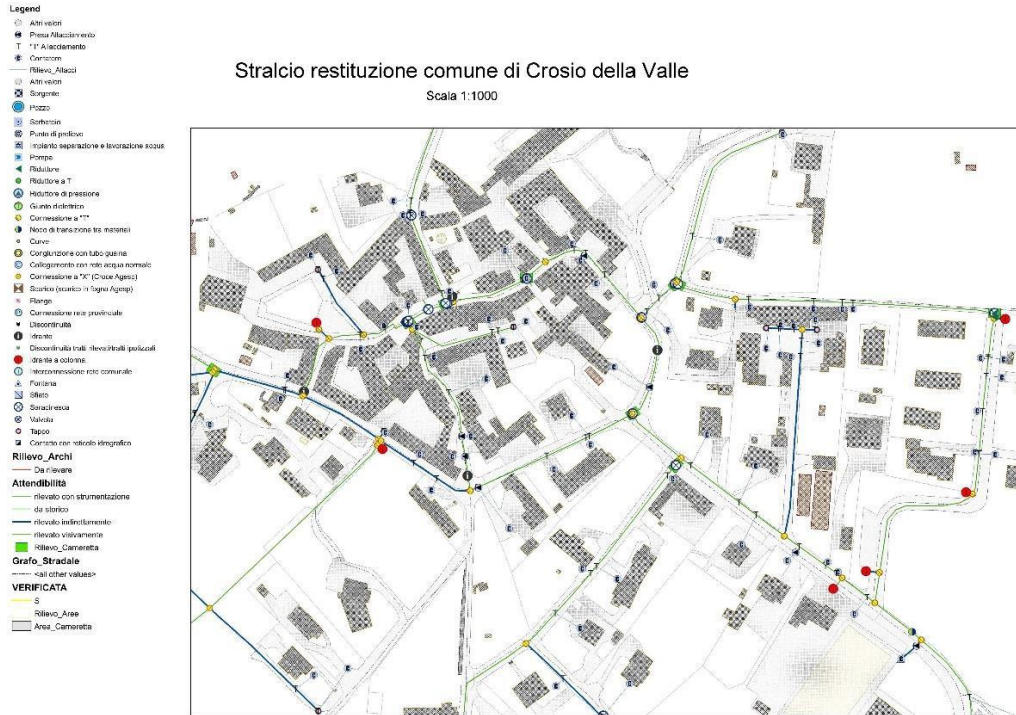 Legend
Altri valori
Presa Allacciamento
"T" Allacciamento
Contatore
Rilievo_Allacci
Altri valori
Sorgente
Pozzo
Serbatoio
Punto di prelievo
Impianto separazione e lavorazione acqua
Pompa
Riduttore
Riduttore a T
Riduttore di pressione
Giunto dielettrico
Connessione a "T"
Nodo di transizione tra materiali
Curve
Congiunzione con tubo guaina
Collegamento con rete acqua normale
Connessione a "X" (Croce Agesp)
Scarico (scarico in fogna Agesp)
Flange
Connessione rete provinciale
Discontinuità
Idrante
Discontinuità tratti rilevati/tratti ipotizzati
Idrante a colonna
Interconnessione rete comunale
Fontana
Sfiato
Saracinesca
Valvola
Tappo
Contatto con reticolo idrografico
Rilievo_Archi
Da rilevare
Attendibilità
rilevato con strumentazione
da storico
rilevato indirettamente
rilevato visivamente
Rilievo_Cameretta
Grafo_Stradale
<all other values>
VERIFICATA
S
Rilievo_Aree
Area_Cameretta
Stralcio restituzione comune di Crosio della Valle
Scala 1:1000